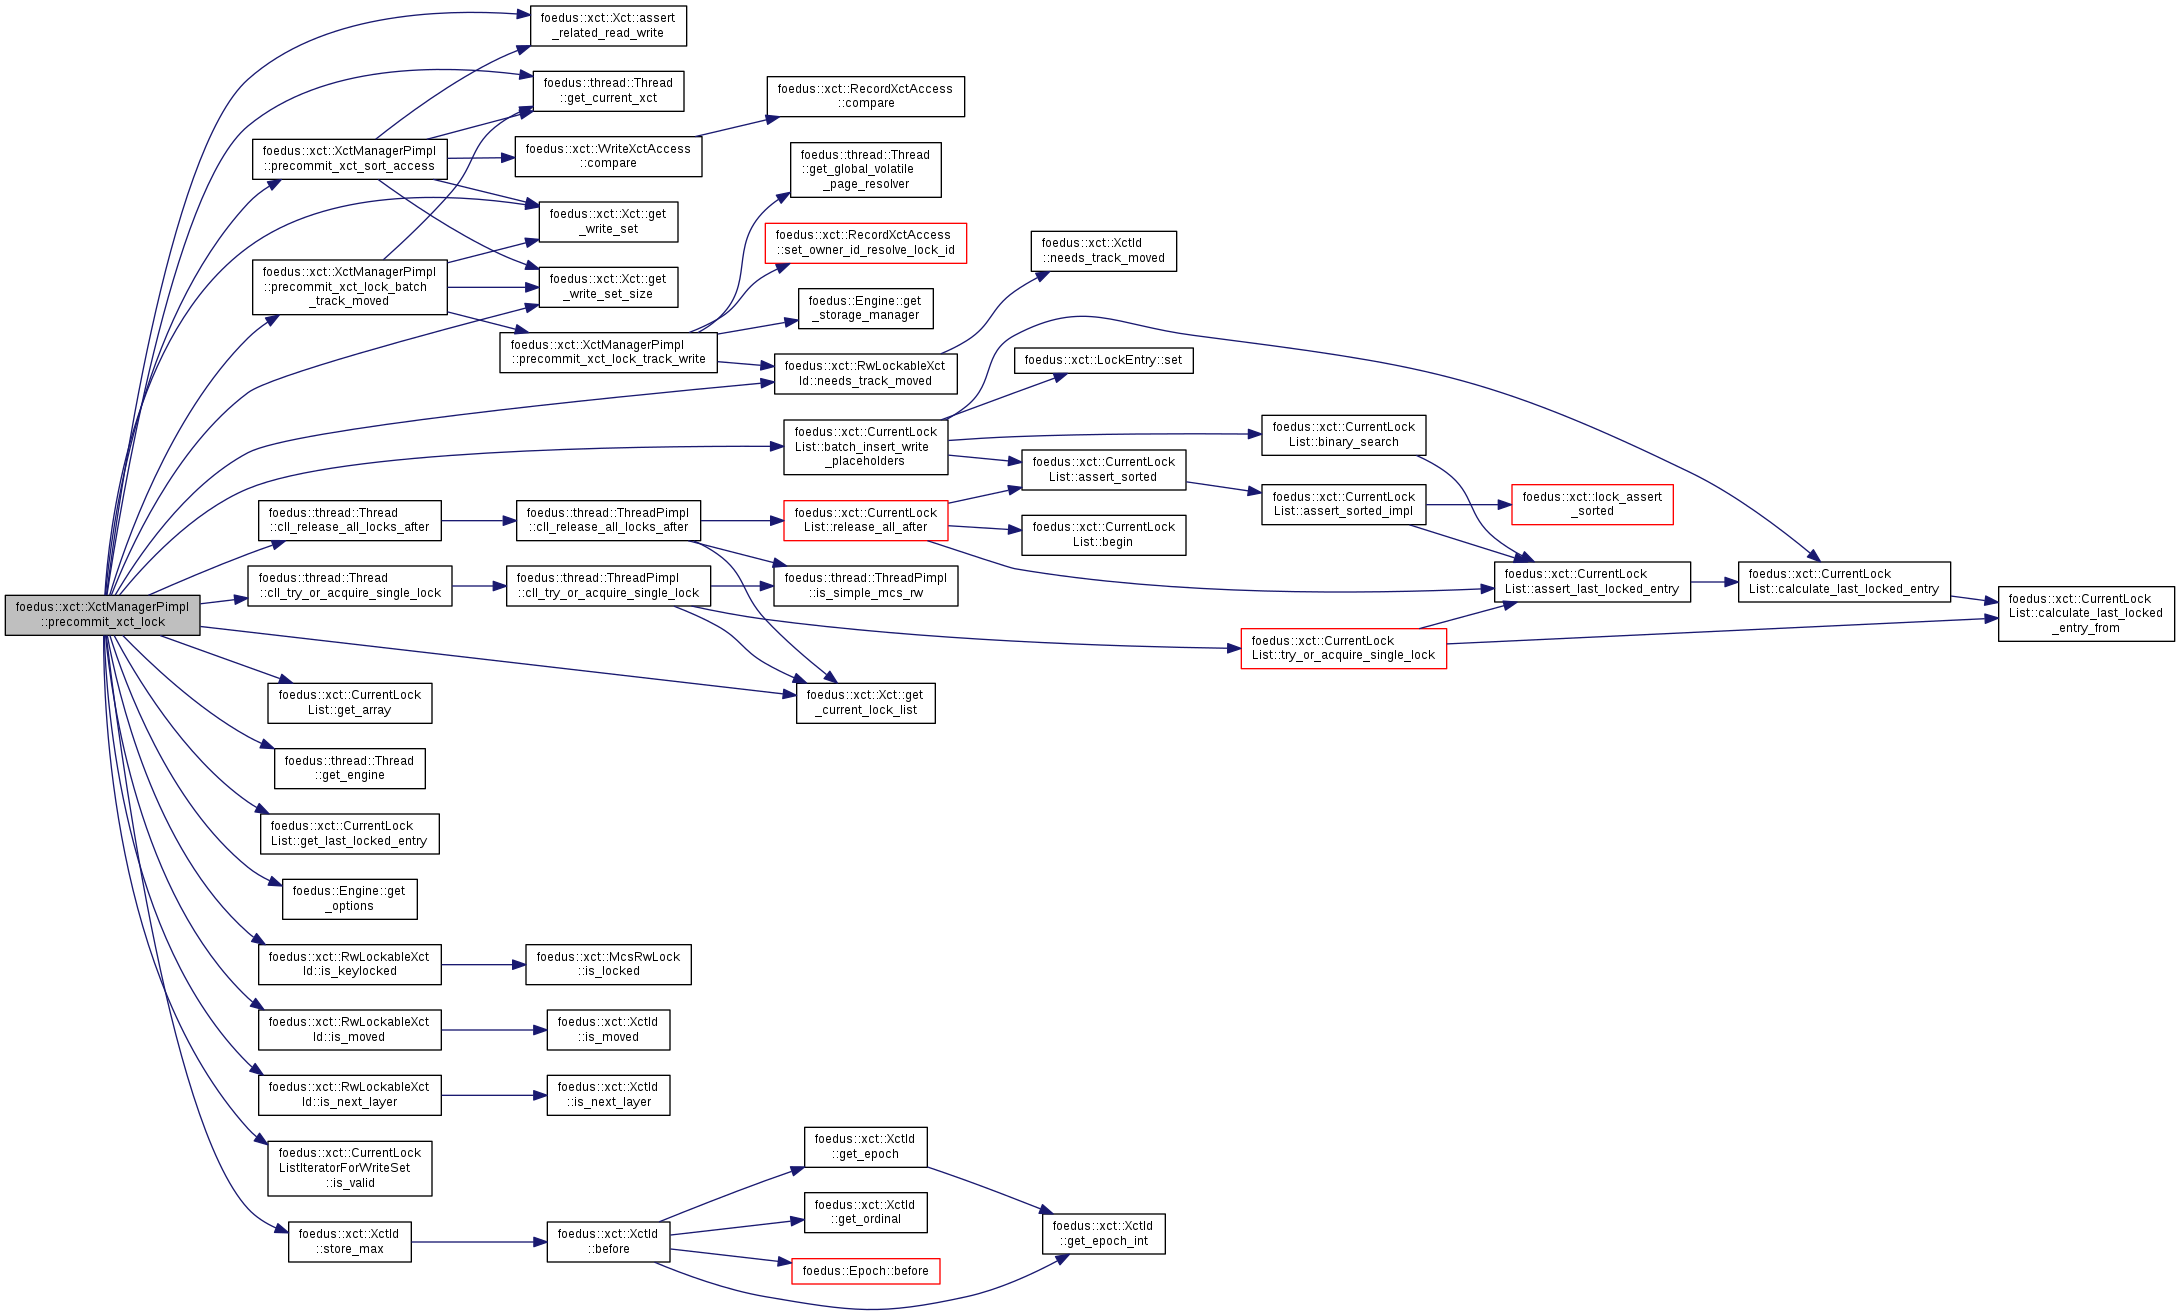 foedus::xct::XctManagerPimpl
::precommit_xct_lock
foedus::xct::Xct::assert
_related_read_write
foedus::thread::Thread
::get_current_xct
foedus::xct::XctManagerPimpl
::precommit_xct_sort_access
foedus::xct::WriteXctAccess
::compare
foedus::xct::RecordXctAccess
::compare
foedus::xct::Xct::get
_write_set
foedus::xct::XctManagerPimpl
::precommit_xct_lock_batch
_track_moved
foedus::xct::Xct::get
_write_set_size
foedus::xct::XctManagerPimpl
::precommit_xct_lock_track_write
foedus::thread::Thread
::get_global_volatile
_page_resolver
foedus::xct::RecordXctAccess
::set_owner_id_resolve_lock_id
foedus::Engine::get
_storage_manager
foedus::xct::RwLockableXct
Id::needs_track_moved
foedus::xct::XctId
::needs_track_moved
foedus::xct::CurrentLock
List::batch_insert_write
_placeholders
foedus::xct::LockEntry::set
foedus::xct::CurrentLock
List::binary_search
foedus::xct::CurrentLock
List::assert_sorted
foedus::xct::CurrentLock
List::assert_sorted_impl
foedus::xct::lock_assert
_sorted
foedus::thread::Thread
::cll_release_all_locks_after
foedus::thread::ThreadPimpl
::cll_release_all_locks_after
foedus::xct::CurrentLock
List::release_all_after
foedus::xct::CurrentLock
List::begin
foedus::thread::Thread
::cll_try_or_acquire_single_lock
foedus::thread::ThreadPimpl
::cll_try_or_acquire_single_lock
foedus::thread::ThreadPimpl
::is_simple_mcs_rw
foedus::xct::CurrentLock
List::assert_last_locked_entry
foedus::xct::CurrentLock
List::calculate_last_locked_entry
foedus::xct::CurrentLock
List::calculate_last_locked
_entry_from
foedus::xct::CurrentLock
List::try_or_acquire_single_lock
foedus::xct::Xct::get
_current_lock_list
foedus::xct::CurrentLock
List::get_array
foedus::thread::Thread
::get_engine
foedus::xct::CurrentLock
List::get_last_locked_entry
foedus::Engine::get
_options
foedus::xct::RwLockableXct
Id::is_keylocked
foedus::xct::McsRwLock
::is_locked
foedus::xct::RwLockableXct
Id::is_moved
foedus::xct::XctId
::is_moved
foedus::xct::RwLockableXct
Id::is_next_layer
foedus::xct::XctId
::is_next_layer
foedus::xct::CurrentLock
ListIteratorForWriteSet
::is_valid
foedus::xct::XctId
::store_max
foedus::xct::XctId
::before
foedus::xct::XctId
::get_epoch
foedus::xct::XctId
::get_ordinal
foedus::Epoch::before
foedus::xct::XctId
::get_epoch_int